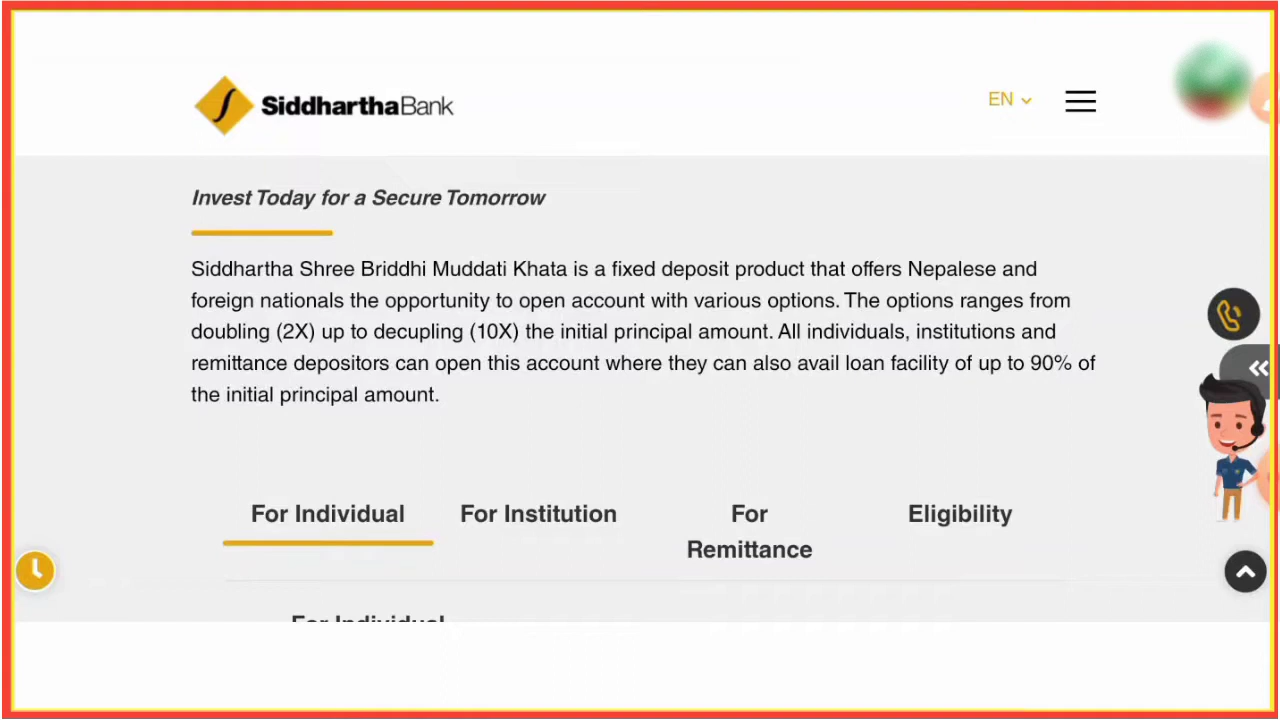 SiddharthaBank
EN
Invest Today for a Secure Tomorrow
Siddhartha Shree Briddhi Muddati Khata is a fixed deposit product that offers Nepalese and
foreign nationals the opportunity to open account with various options. The options ranges from
doubling (2X) up to decupling (10X) the initial principal amount. All individuals, institutions and
remittance depositors can open this account where they can also avail loan facility of up to 90% of
the initial principal amount.
For Individual
For Institution
For
Remittance
Eligibility
For Individual